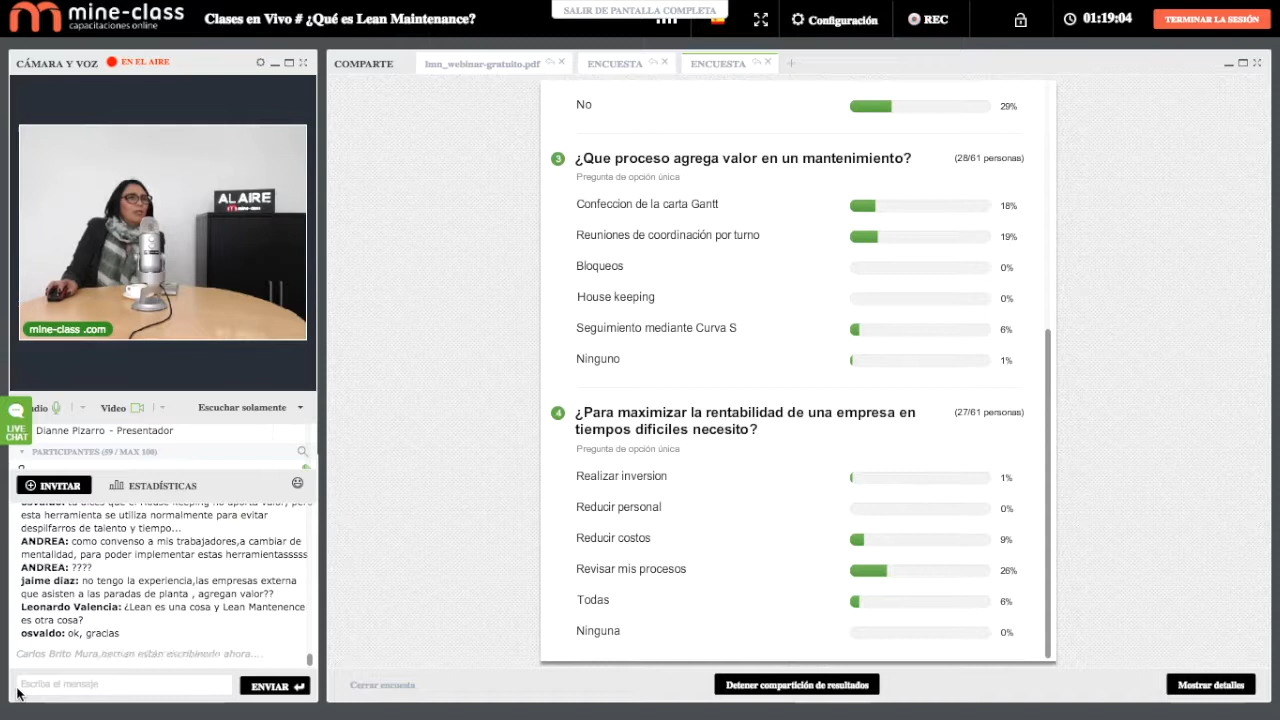 mine-class
capacitaciones online
Clases en Vivo # ¿Qué es Lean Maintenance?
SALIR DE PANTALLA COMPLETA
Configuración
REC
01:19:04
TERMINAR LA SESIÓN
CÁMARA Y VOZ
EN EL AIRE
COMPARTE
lmn_webinar-gratuito.pdf
ENCUESTA
ENCUESTA
AL AIRE
mine-class
mine-class .com
Video
Escuchar solamente
LIVE
CHAT
Dianne Pizarro - Presentador
PARTICIPANTES (59 / MAX 100)
INVITAR
ESTADÍSTICAS
esta herramienta se utiliza normalmente para evitar
despilfarros de talento y tiempo...
ANDREA: como convenso a mis trabajadores,a cambiar de
mentalidad, para poder implementar estas herramientasssss
ANDREA: ????
jaime diaz: no tengo la experiencia,las empresas externa
que asisten a las paradas de planta , agregan valor??
Leonardo Valencia: ¿Lean es una cosa y Lean Mantenence
es otra cosa?
osvaldo: ok, gracias
Carlos Brito Mura, están escribiendo ahora....
Escriba el mensaje
ENVIAR
No
29%
3 ¿Que proceso agrega valor en un mantenimiento?
(28/61 personas)
Pregunta de opción única
Confeccion de la carta Gantt
18%
Reuniones de coordinación por turno
19%
Bloqueos
0%
House keeping
0%
Seguimiento mediante Curva S
6%
Ninguno
1%
4 ¿Para maximizar la rentabilidad de una empresa en
tiempos dificiles necesito?
(27/61 personas)
Pregunta de opción única
Realizar inversion
1%
Reducir personal
0%
Reducir costos
9%
Revisar mis procesos
26%
Todas
6%
Ninguna
0%
Cerrar encuesta
Detener compartición de resultados
Mostrar detalles